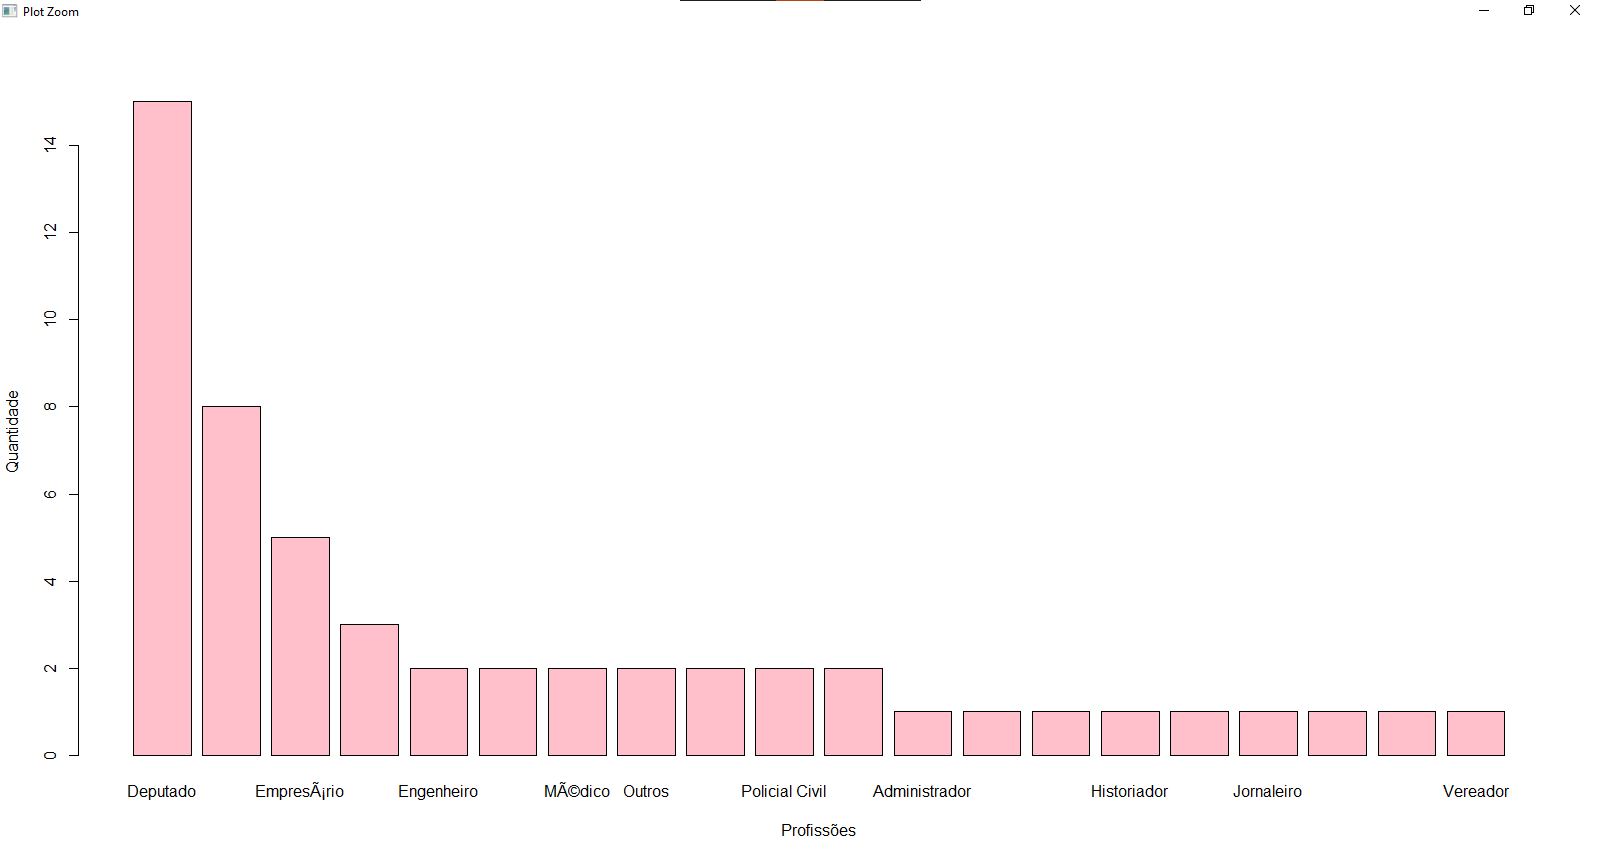 Plot Zoom
14
12
10
8
6
4
2
0
Quantidade
Deputado EmpresÃ¡rio Engenheiro MÃ©dico Outros Policial Civil Administrador Historiador Jornaleiro Vereador
Profissões